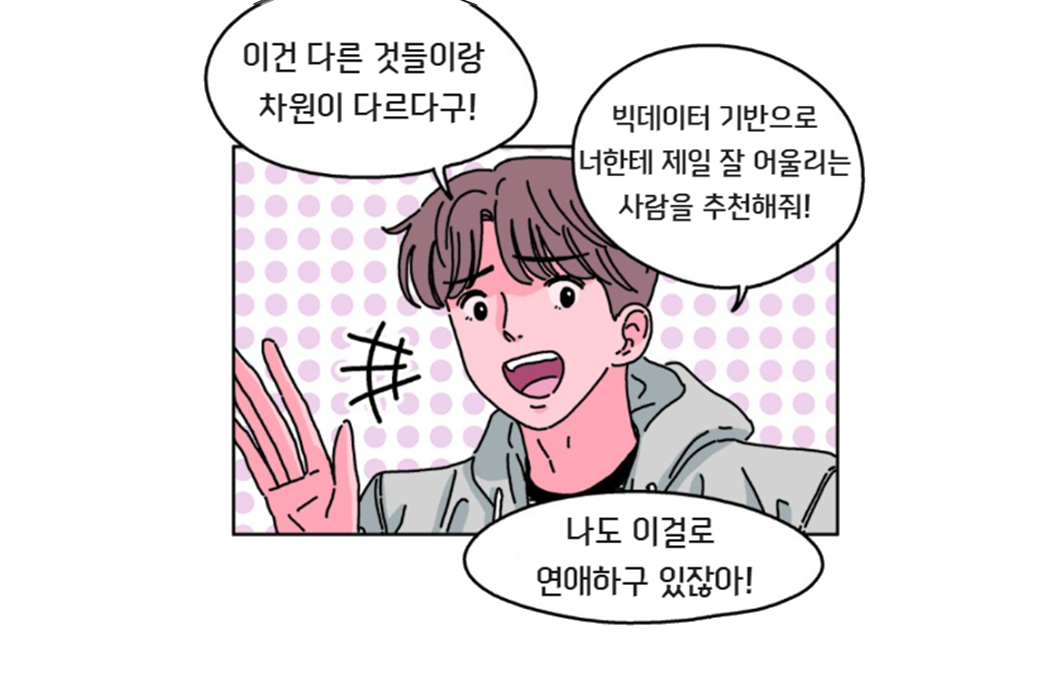 이건 다른 것들이랑
차원이 다르다구!
빅데이터 기반으로
너한테 제일 잘 어울리는
사람을 추천해줘!
나도 이걸로
연애하구 있잖아!